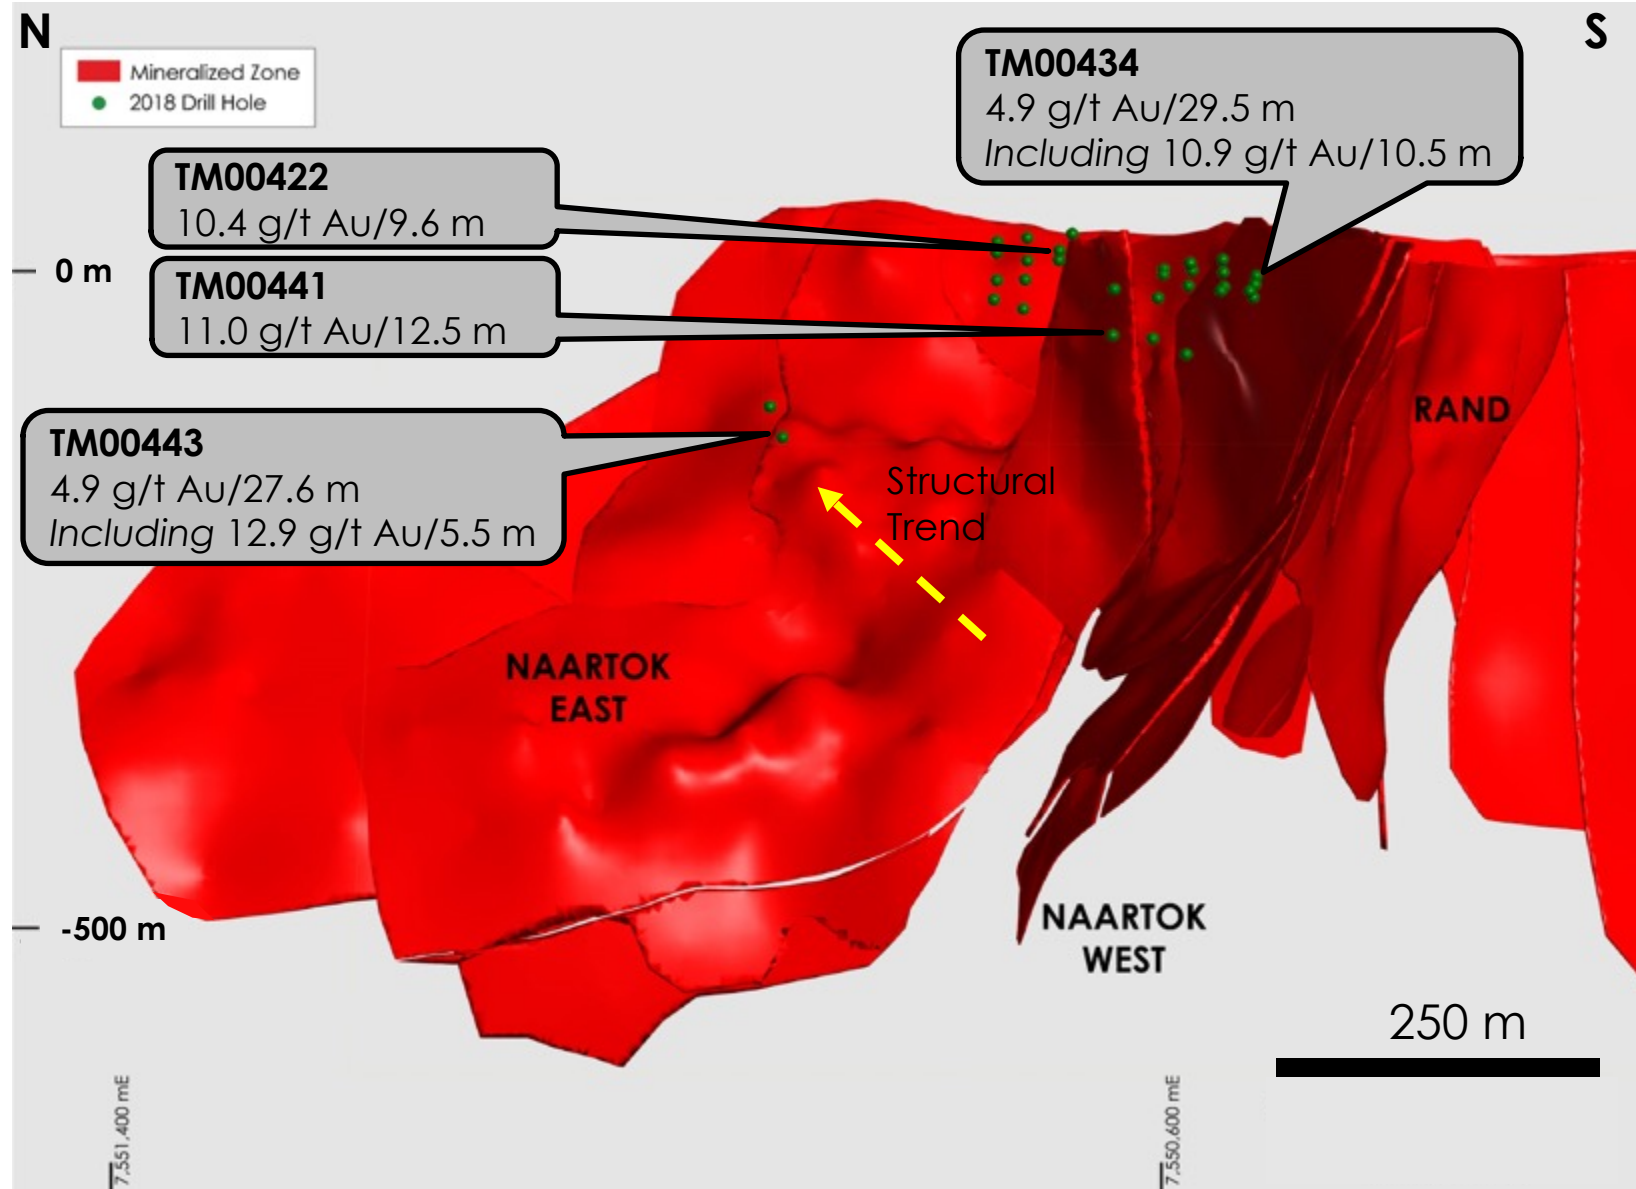 N
S
Mineralized Zone
2018 Drill Hole
TM00434
4.9 g/t Au/29.5 m
Including 10.9 g/t Au/10.5 m
TM00422
10.4 g/t Au/9.6 m
0 m
TM00441
11.0 g/t Au/12.5 m
RAND
TM00443
4.9 g/t Au/27.6 m
Including 12.9 g/t Au/5.5 m
Structural
Trend
NAARTOK
EAST
-500 m
NAARTOK
WEST
250 m
7,551,400 mE
7,550,600 mE